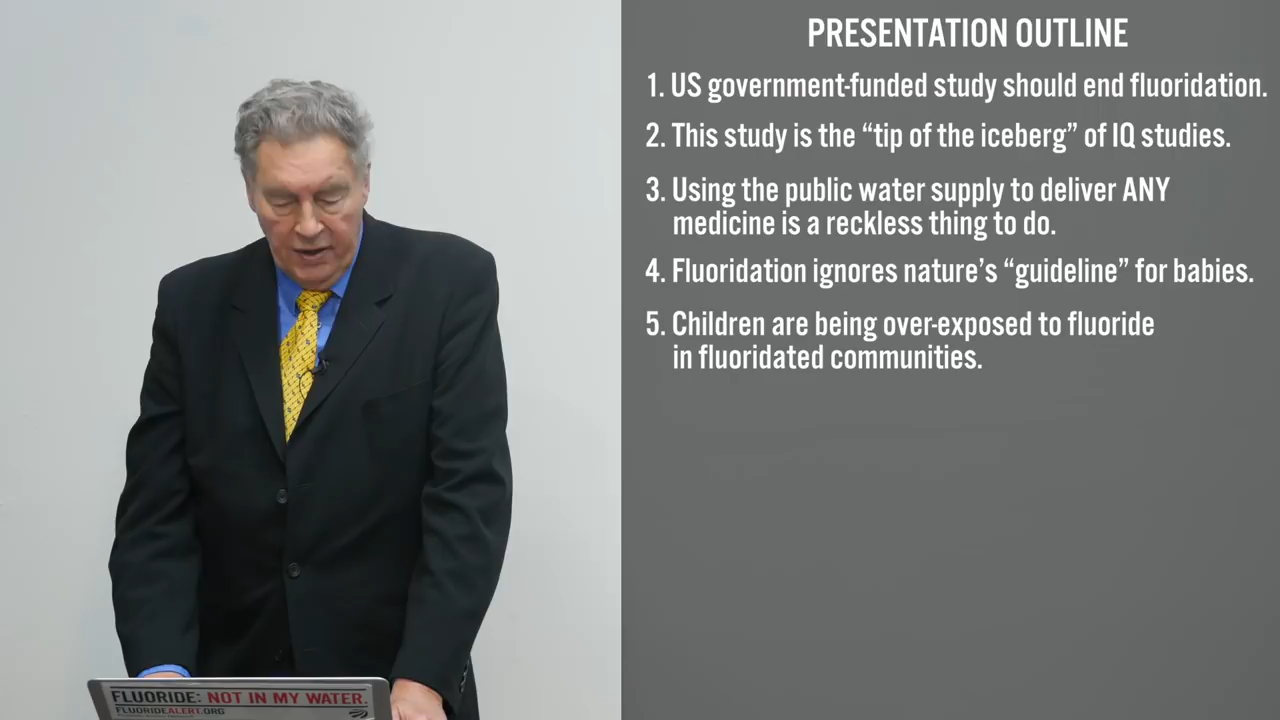 PRESENTATION OUTLINE
1. US government-funded study should end fluoridation.
2. This study is the “tip of the iceberg” of IQ studies.
3. Using the public water supply to deliver ANY
medicine is a reckless thing to do.
4. Fluoridation ignores nature’s “guideline” for babies.
5. Children are being over-exposed to fluoride
in fluoridated communities.
FLUORIDE: NOT IN MY WATER.
FLUORIDEALERT.ORG